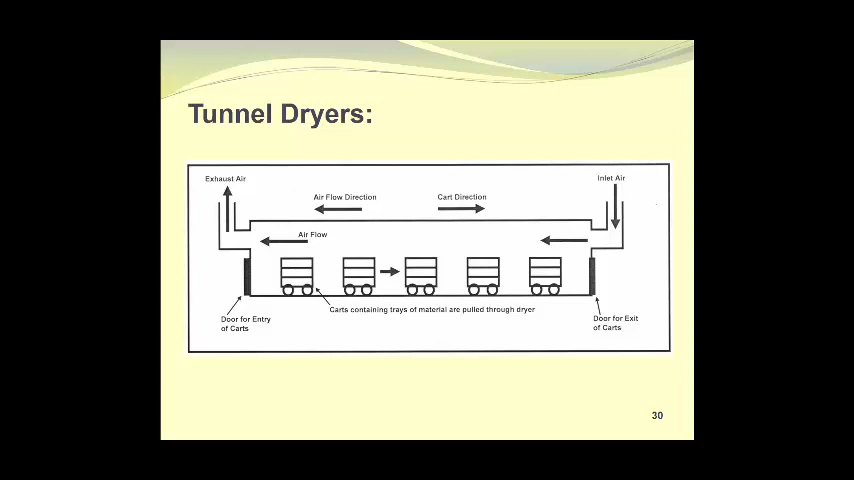 Tunnel Dryers:
Exhaust Air
Inlet Air
Air Flow Direction
Cart Direction
Air Flow
Carts containing trays of material are pulled through dryer
Door for Entry
of Carts
Door for Exit
of Carts
30